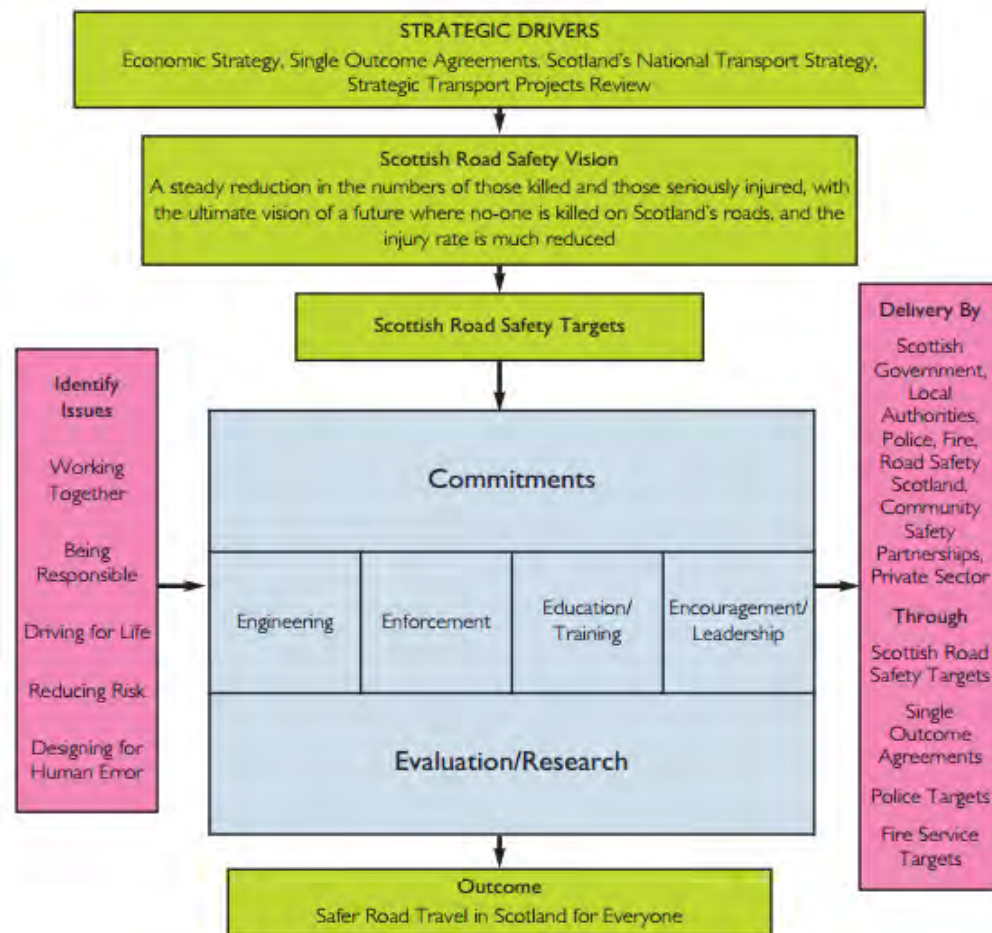 STRATEGIC DRIVERS
Economic Strategy, Single Outcome Agreements, Scotland's National Transport Strategy,
Strategic Transport Projects Review
Scottish Road Safety Vision
A steady reduction in the numbers of those killed and those seriously injured, with
the ultimate vision of a future where no-one is killed on Scotland's roads, and the
injury rate is much reduced
Scottish Road Safety Targets
Identify
Issues
Working
Together
Being
Responsible
Driving for Life
Reducing Risk
Designing for
Human Error
Commitments
Engineering
Enforcement
Education/
Training
Encouragement/
Leadership
Evaluation/Research
Delivery By
Scottish
Government,
Local
Authorities,
Police, Fire,
Road Safety
Scotland,
Community
Safety
Partnerships,
Private Sector
Through
Scottish Road
Safety Targets
Single
Outcome
Agreements
Police Targets
Fire Service
Targets
Outcome
Safer Road Travel in Scotland for Everyone